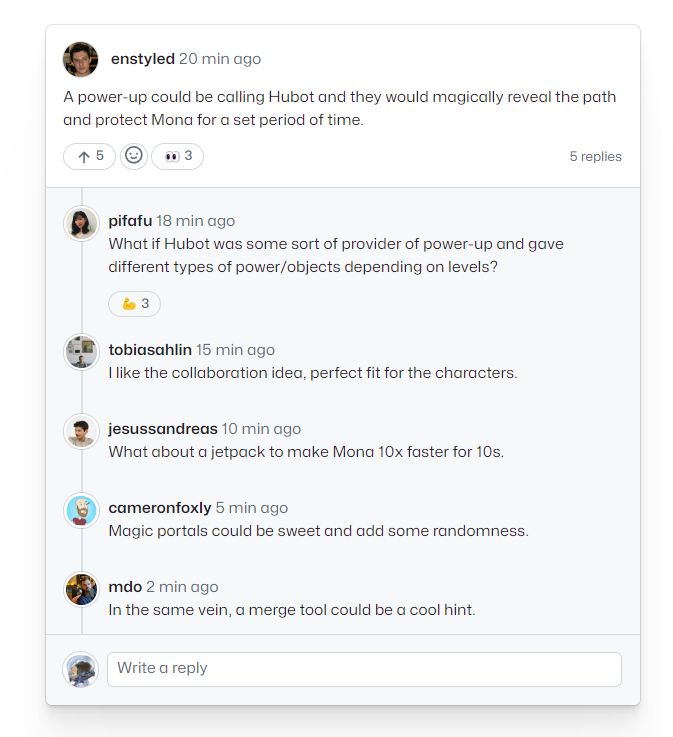 enstyled 20 min ago
A power-up could be calling Hubot and they would magically reveal the path
and protect Mona for a set period of time.
↑ 5 👀 3 5 replies
pifafu 18 min ago
What if Hubot was some sort of provider of power-up and gave
different types of power/objects depending on levels?
💪 3
tobiasahlin 15 min ago
I like the collaboration idea, perfect fit for the characters.
jesussandreas 10 min ago
What about a jetpack to make Mona 10x faster for 10s.
cameronfoxly 5 min ago
Magic portals could be sweet and add some randomness.
mdo 2 min ago
In the same vein, a merge tool could be a cool hint.
Write a reply